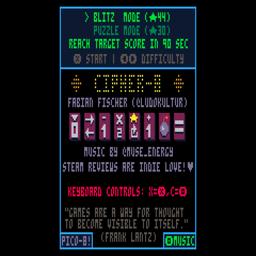 > BLITZ MODE (★44)
PUZZLE MODE (★30)
REACH TARGET SCORE IN 90 SEC
START | DIFFICULTY
CIPHER-8
FABIAN FISCHER (@LUDOKULTUR)
MUSIC BY @MUSE_ENERGY
STEAM REVIEWS ARE INDIE LOVE!♥
KEYBOARD CONTROLS: X=❎, C=🅾
"GAMES ARE A WAY FOR THOUGHT
TO BECOME VISIBLE TO ITSELF."
(FRANK LANTZ)
PICO-8!
MUSIC